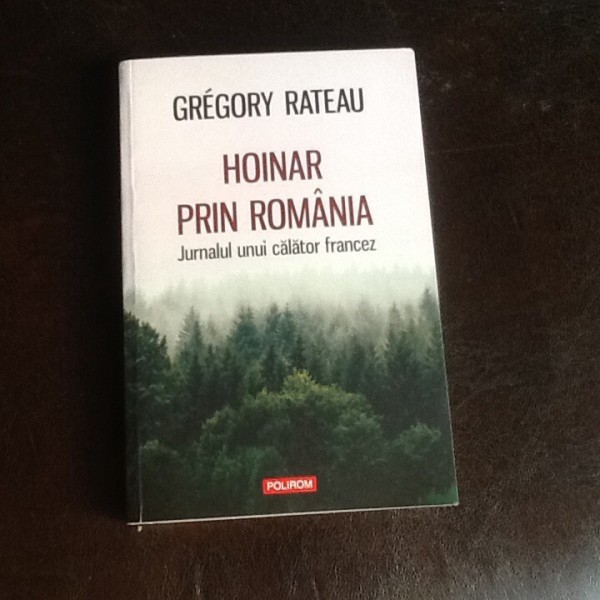 GRÉGORY RATEAU
HOINAR
PRIN ROMÂNIA
Jurnalul unui călător francez
POLIROM